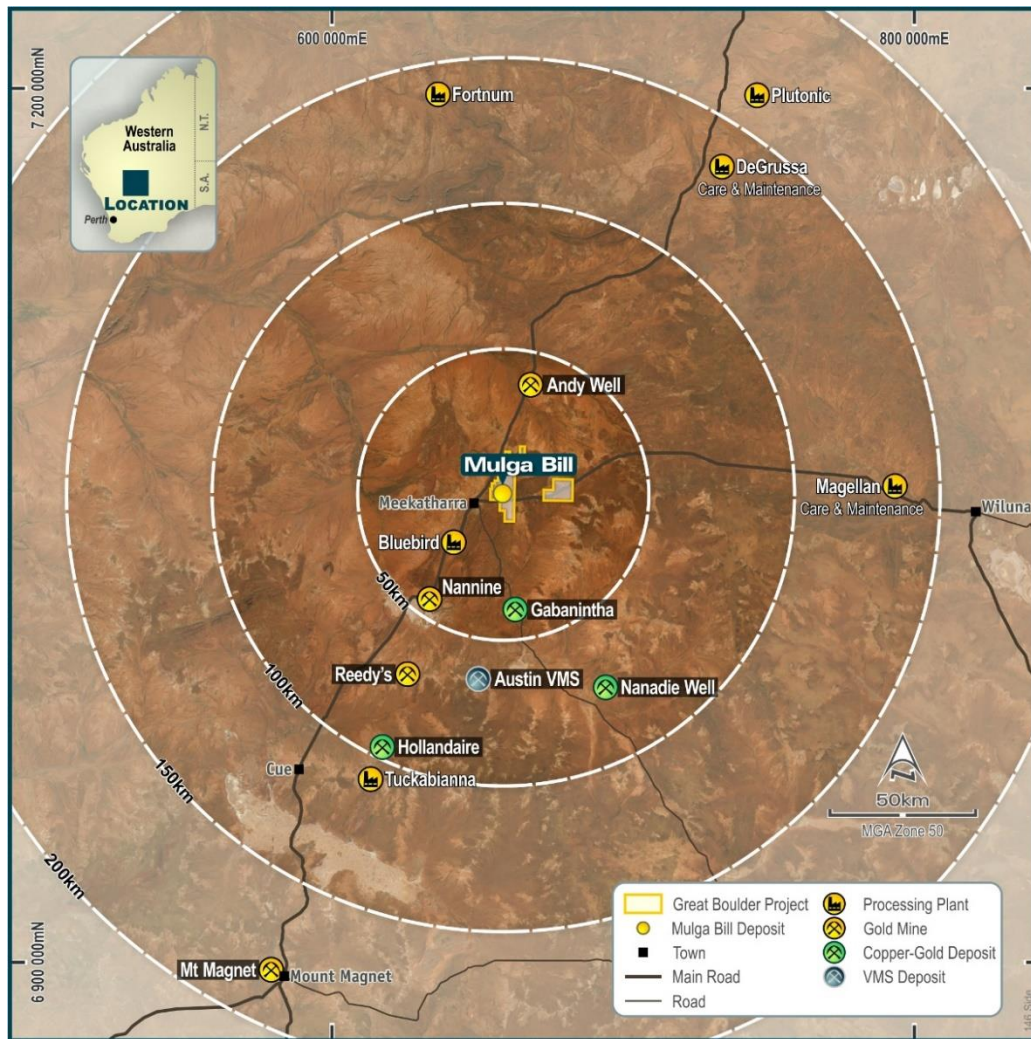 600 000mE
800 000mE
7 200 000mN
Western
Australia
N.T.
S.A.
LOCATION
Perth
Fortnum
Plutonic
DeGrussa
Care & Maintenance
Andy Well
Mulga Bill
Meekatharra
Magellan
Care & Maintenance
Wiluna
Bluebird
50km
Nannine
Gabanintha
Reedy's
Austin VMS
Nanadie Well
100km
Hollandaire
Cue
Tuckabianna
150km
N
50km
MGA Zone 50
200km
6 900 000mN
Mt Magnet
Mount Magnet
Great Boulder Project
Mulga Bill Deposit
Town
Main Road
Road
Processing Plant
Gold Mine
Copper-Gold Deposit
VMS Deposit